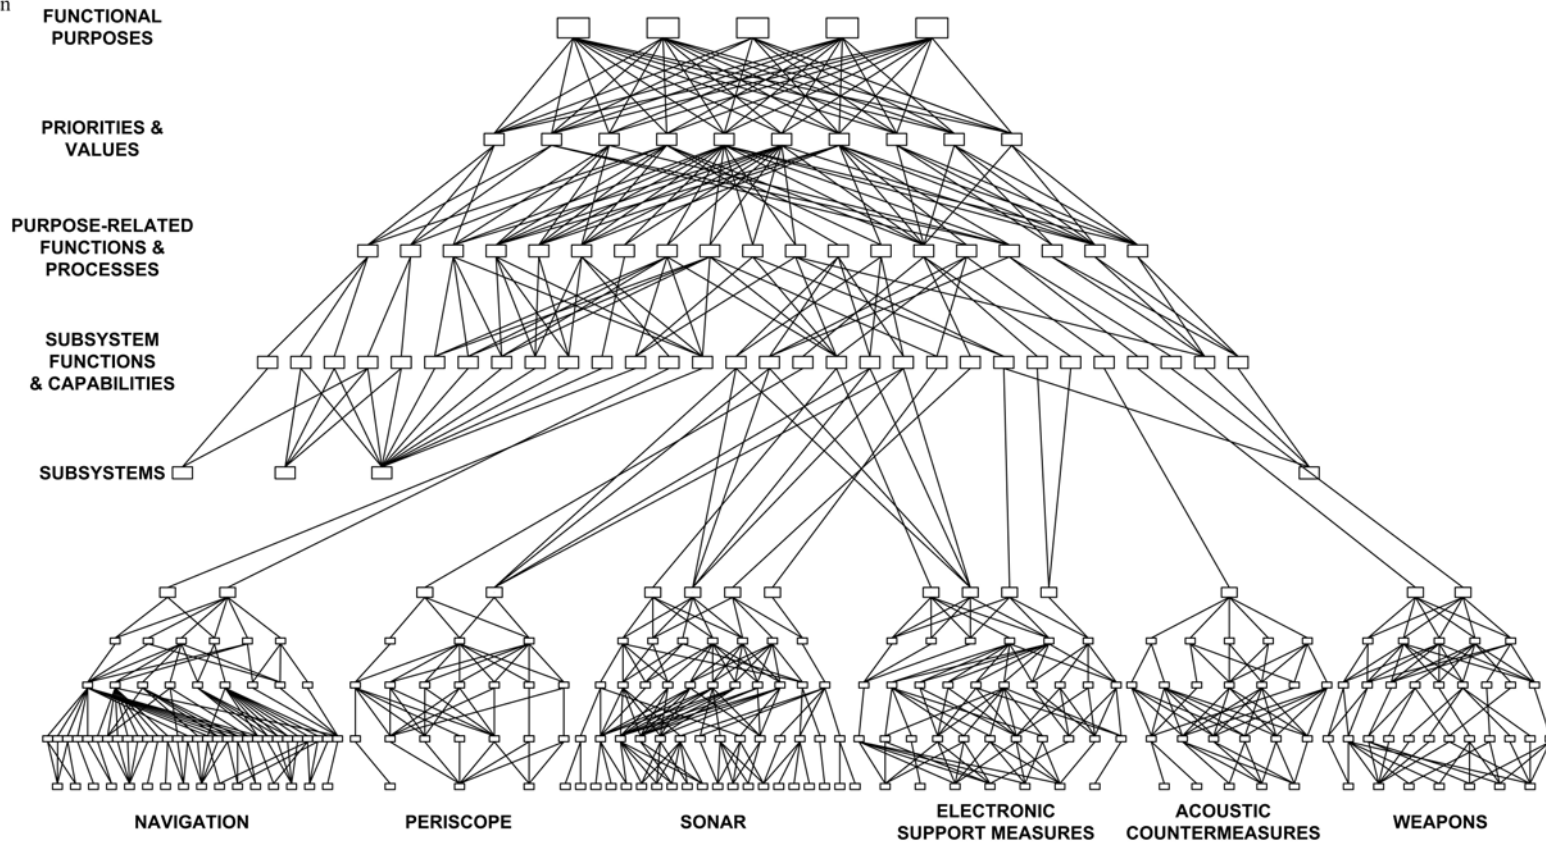 n
FUNCTIONAL
PURPOSES
PRIORITIES &
VALUES
PURPOSE-RELATED
FUNCTIONS &
PROCESSES
SUBSYSTEM
FUNCTIONS
& CAPABILITIES
SUBSYSTEMS
NAVIGATION
PERISCOPE
SONAR
ELECTRONIC
SUPPORT MEASURES
ACOUSTIC
COUNTERMEASURES
WEAPONS